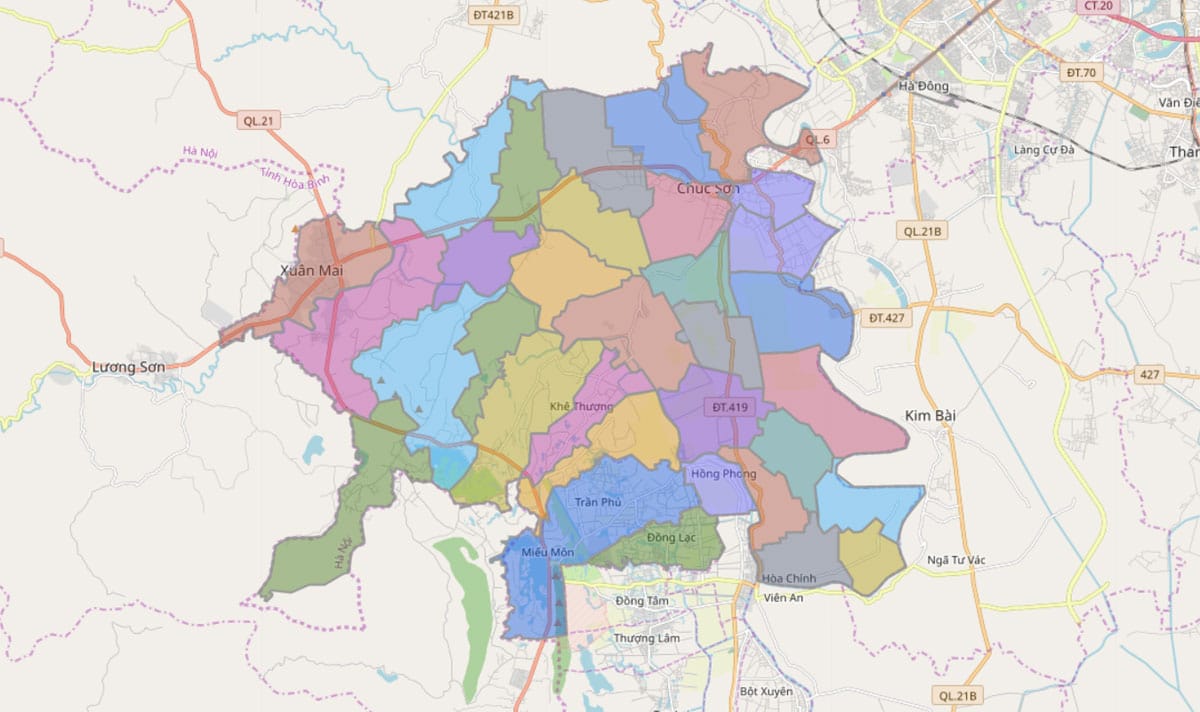 ĐT421B
CT.20
ĐT.70
Hà Đông
Văn Điể
QL.21
QL.6
Làng Cự Đà
Than
Hà Nội
Tỉnh Hòa Bình
Chúc Sơn
QL.21B
Xuân Mai
ĐT.427
Lương Sơn
427
Khê Thượng
ĐT.419
Kim Bài
Hồng Phong
Trần Phú
Đồng Lạc
Hà Nội
Miếu Môn
Ngã Tư Vác
Hòa Chính
Viên An
Đồng Tâm
Thượng Lâm
Bột Xuyên
QL.21B